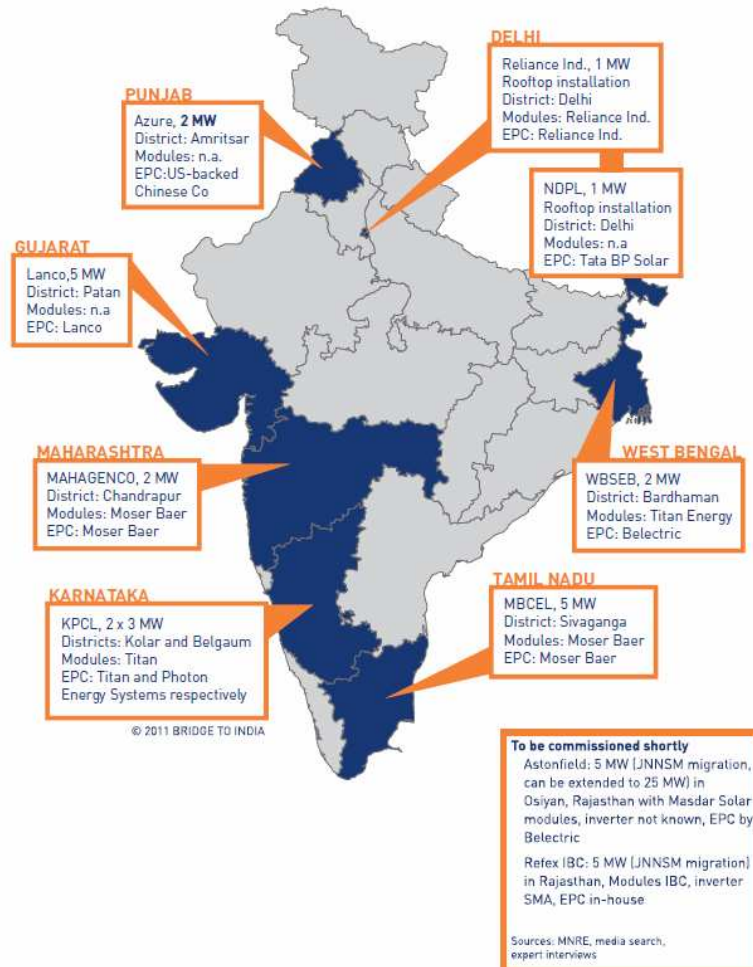 DELHI
Reliance Ind., 1 MW
Rooftop installation
District: Delhi
Modules: Reliance Ind.
EPC: Reliance Ind.
PUNJAB
Azure, 2 MW
District: Amritsar
Modules: n.a.
EPC:US-backed
Chinese Co
NDPL, 1 MW
Rooftop installation
District: Delhi
Modules: n.a
EPC: Tata BP Solar
GUJARAT
Lanco,5 MW
District: Patan
Modules: n.a
EPC: Lanco
MAHARASHTRA
MAHAGENCO, 2 MW
District: Chandrapur
Modules: Moser Baer
EPC: Moser Baer
WEST BENGAL
WBSEB, 2 MW
District: Bardhaman
Modules: Titan Energy
EPC: Belectric
KARNATAKA
KPCL, 2 x 3 MW
Districts: Kolar and Belgaum
Modules: Titan
EPC: Titan and Photon
Energy Systems respectively
TAMIL NADU
MBCEL, 5 MW
District: Sivaganga
Modules: Moser Baer
EPC: Moser Baer
© 2011 BRIDGE TO INDIA
To be commissioned shortly
Astonfield: 5 MW (JNNSM migration,
can be extended to 25 MW) in
Osiyan, Rajasthan with Masdar Solar
modules, inverter not known, EPC by
Belectric
Refex IBC: 5 MW (JNNSM migration)
in Rajasthan, Modules IBC, inverter
SMA, EPC in-house
Sources: MNRE, media search,
expert interviews